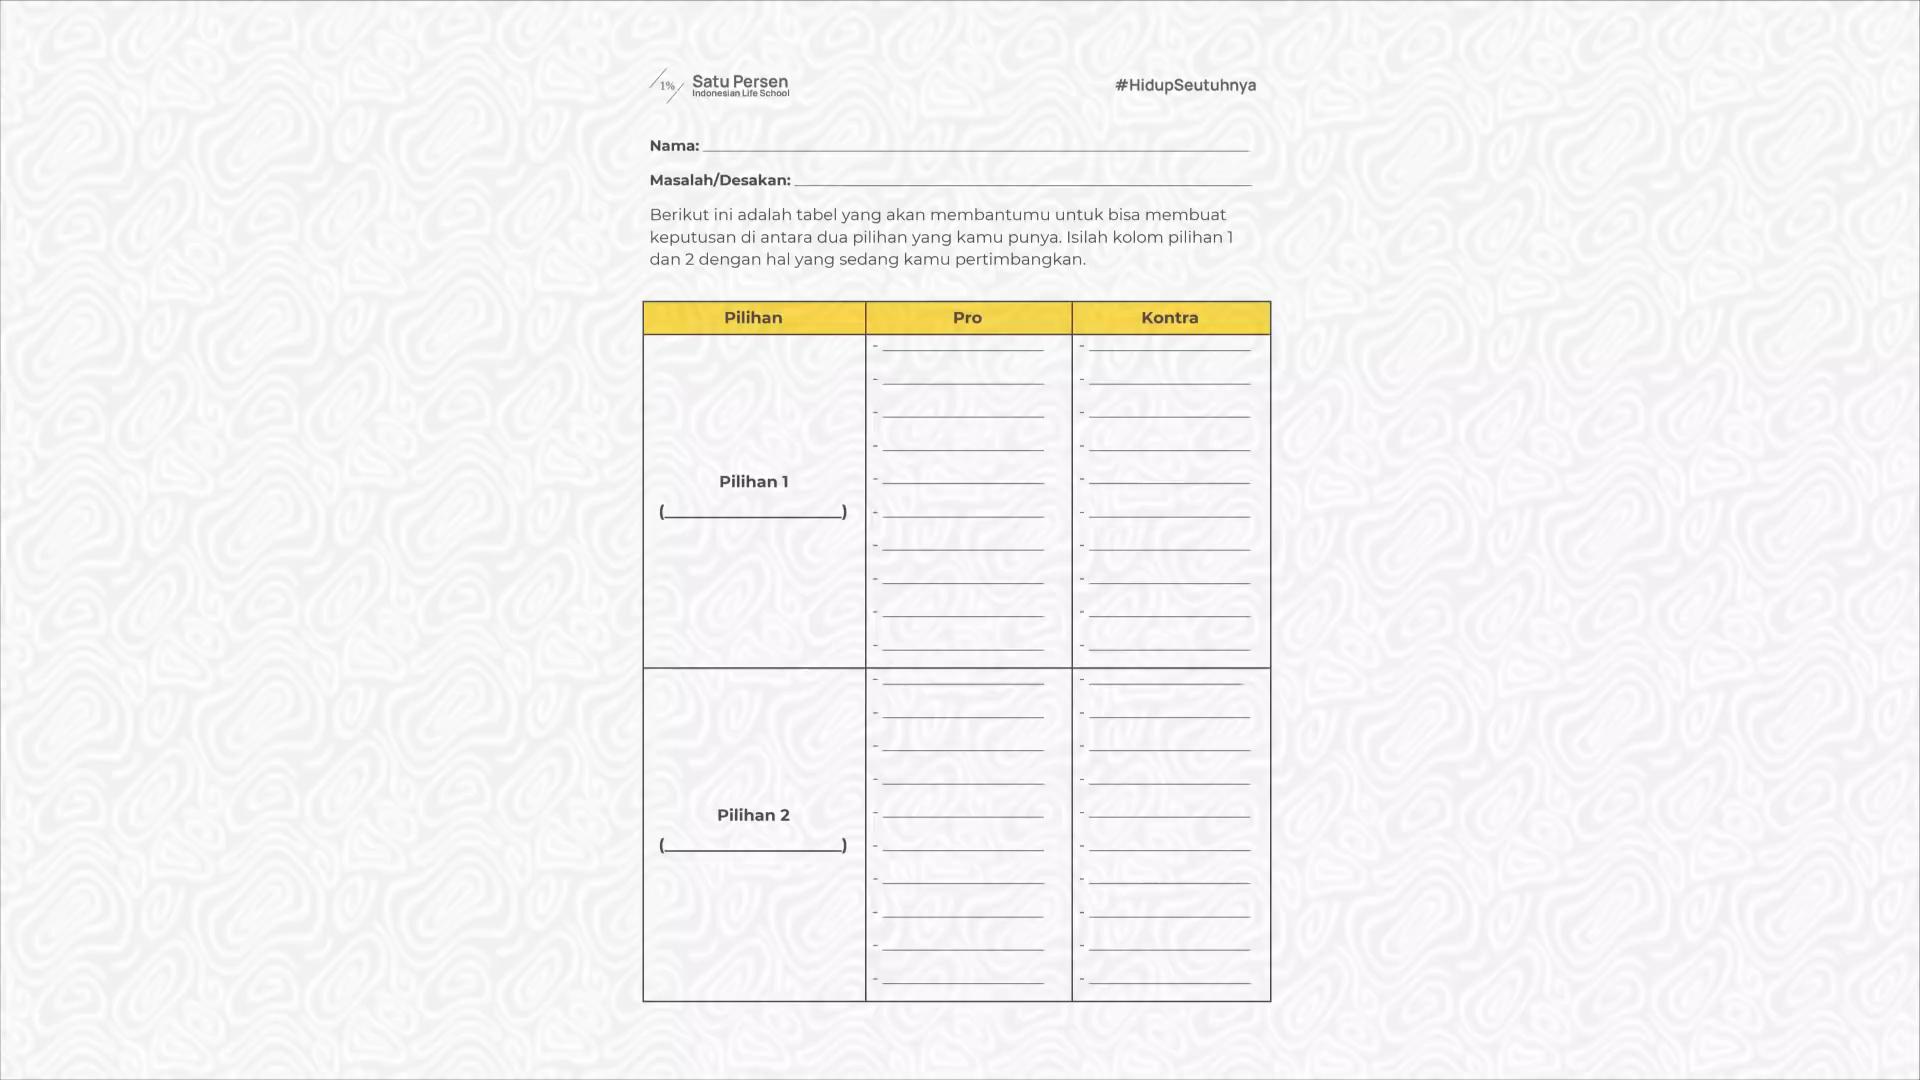 1% Satu Persen
Indonesian Life School
#HidupSeutuhnya
Nama:
Masalah/Desakan:
Berikut ini adalah tabel yang akan membantumu untuk bisa membuat
keputusan di antara dua pilihan yang kamu punya. Isilah kolom pilihan 1
dan 2 dengan hal yang sedang kamu pertimbangkan.
Pilihan Pro Kontra
Pilihan 1
(____________________)
Pilihan 2
(____________________)